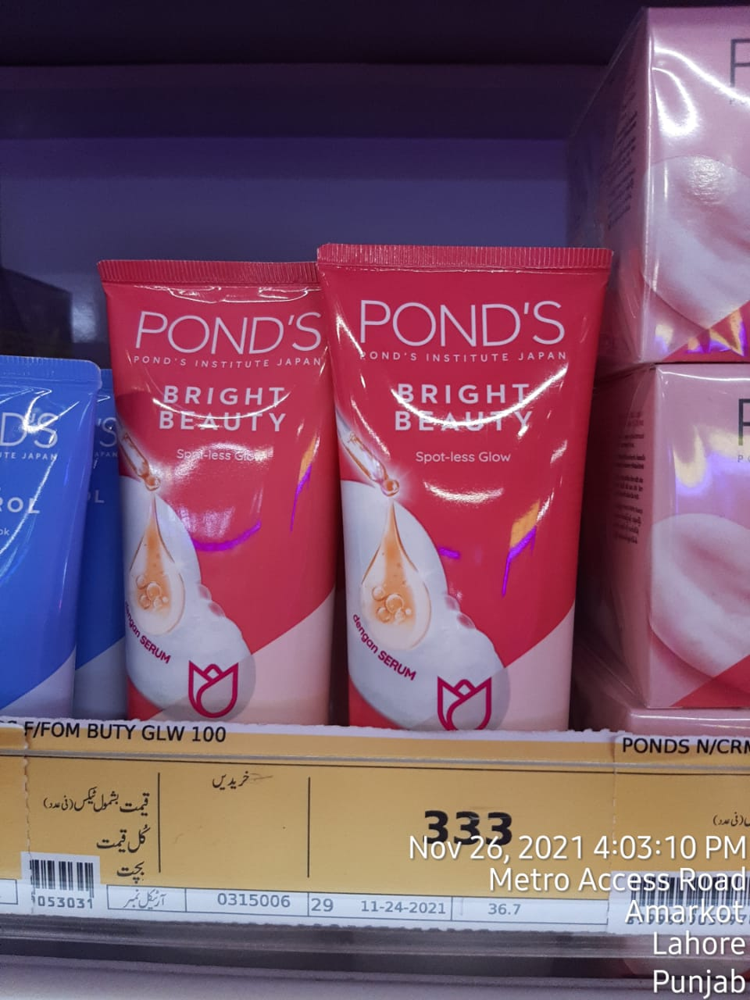 POND'S
POND'S INSTITUTE JAPAN
BRIGHT
BEAUTY
Spot-less Glow
dengan SERUM
POND'S
POND'S INSTITUTE JAPAN
BRIGHT
BEAUTY
Spot-less Glow
dengan SERUM
D'S
UTE JAPAN
ROL
'S
JAPAN
OL
F/FOM BUTY GLW 100
خریدیں
قیمت بشمول ٹیکس (فی عدد)
کُل قیمت
بچت
333
053031
آرٹیکل نمبر
0315006
29
11-24-2021
36.7
PONDS N/CRM
(فی عدد)
Nov 26, 2021 4:03:10 PM
Metro Access Road
Amarkot
Lahore
Punjab